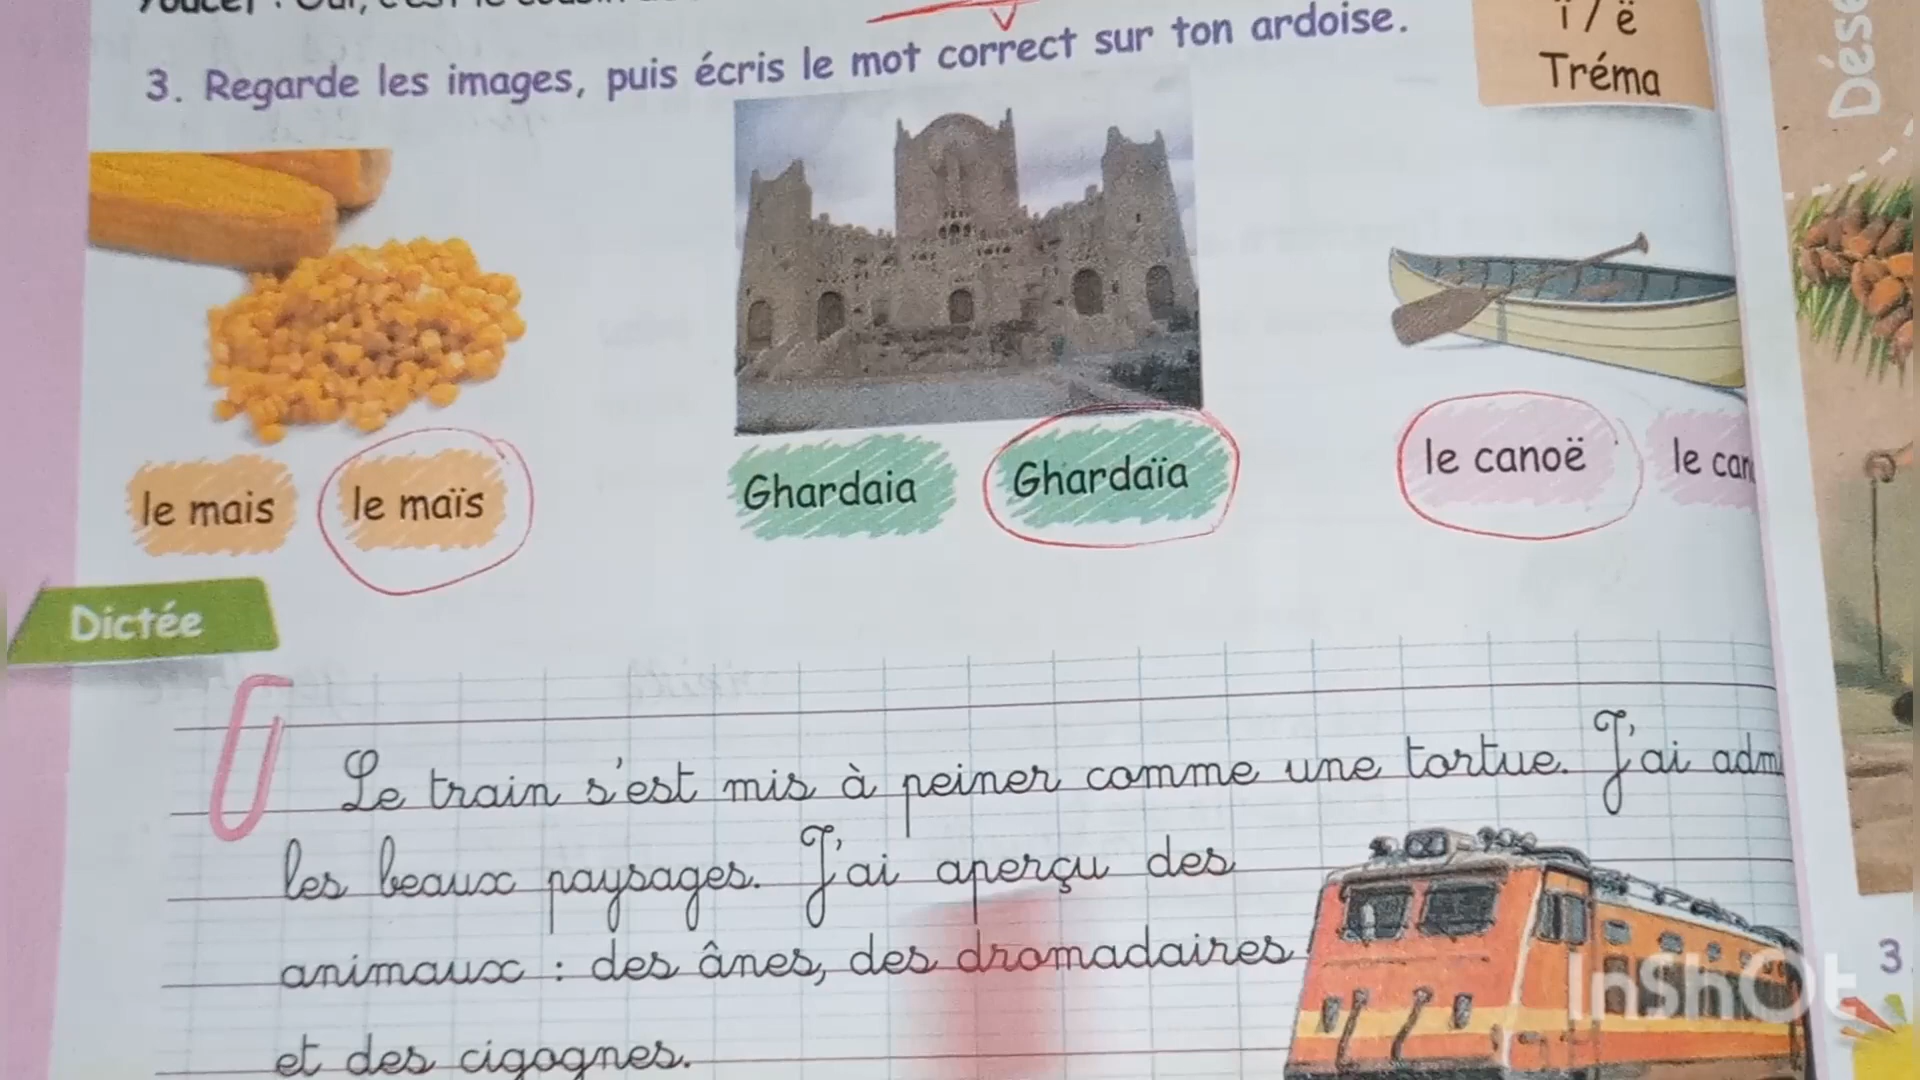 ï / ë
Tréma
3. Regarde les images, puis écris le mot correct sur ton ardoise.
le mais
le maïs
Ghardaia
Ghardaïa
le canoë
le
Dictée
Le train s'est mis à peiner comme une tortue. J'ai
les beaux paysages. J'ai aperçu des
animaux : des ânes, des dromadaires
et des cigognes.
3
InShOt